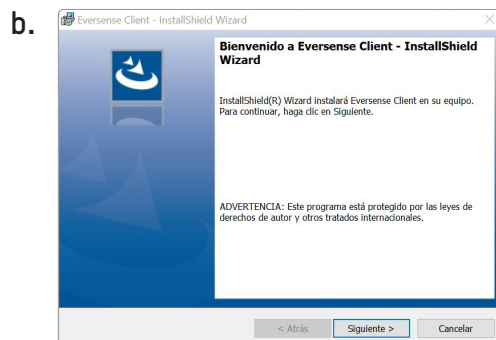 b.
Eversense Client - InstallShield Wizard
Bienvenido a Eversense Client - InstallShield
Wizard
InstallShield(R) Wizard instalará Eversense Client en su equipo.
Para continuar, haga clic en Siguiente.
ADVERTENCIA: Este programa está protegido por las leyes de
derechos de autor y otros tratados internacionales.
< Atrás Siguiente > Cancelar